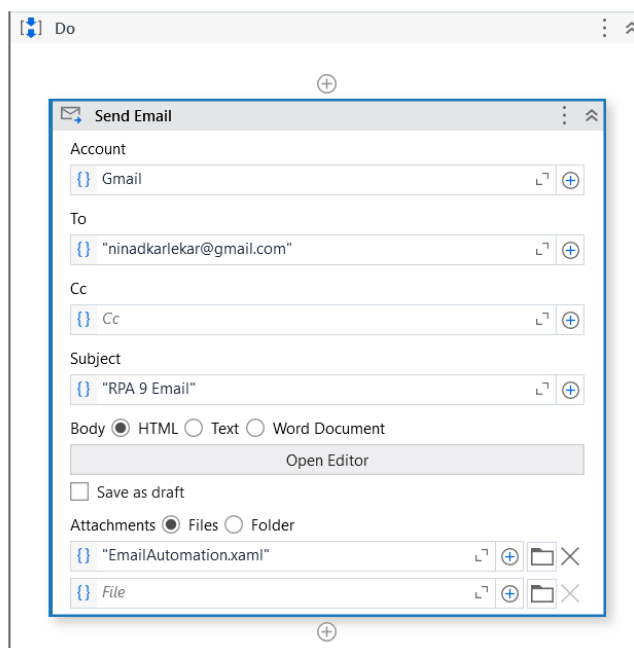 Do
Send Email
Account
{} Gmail
To
{} "ninadkarlekar@gmail.com"
Cc
{} Cc
Subject
{} "RPA 9 Email"
Body HTML Text Word Document
Open Editor
Save as draft
Attachments Files Folder
{} "EmailAutomation.xaml"
{} File